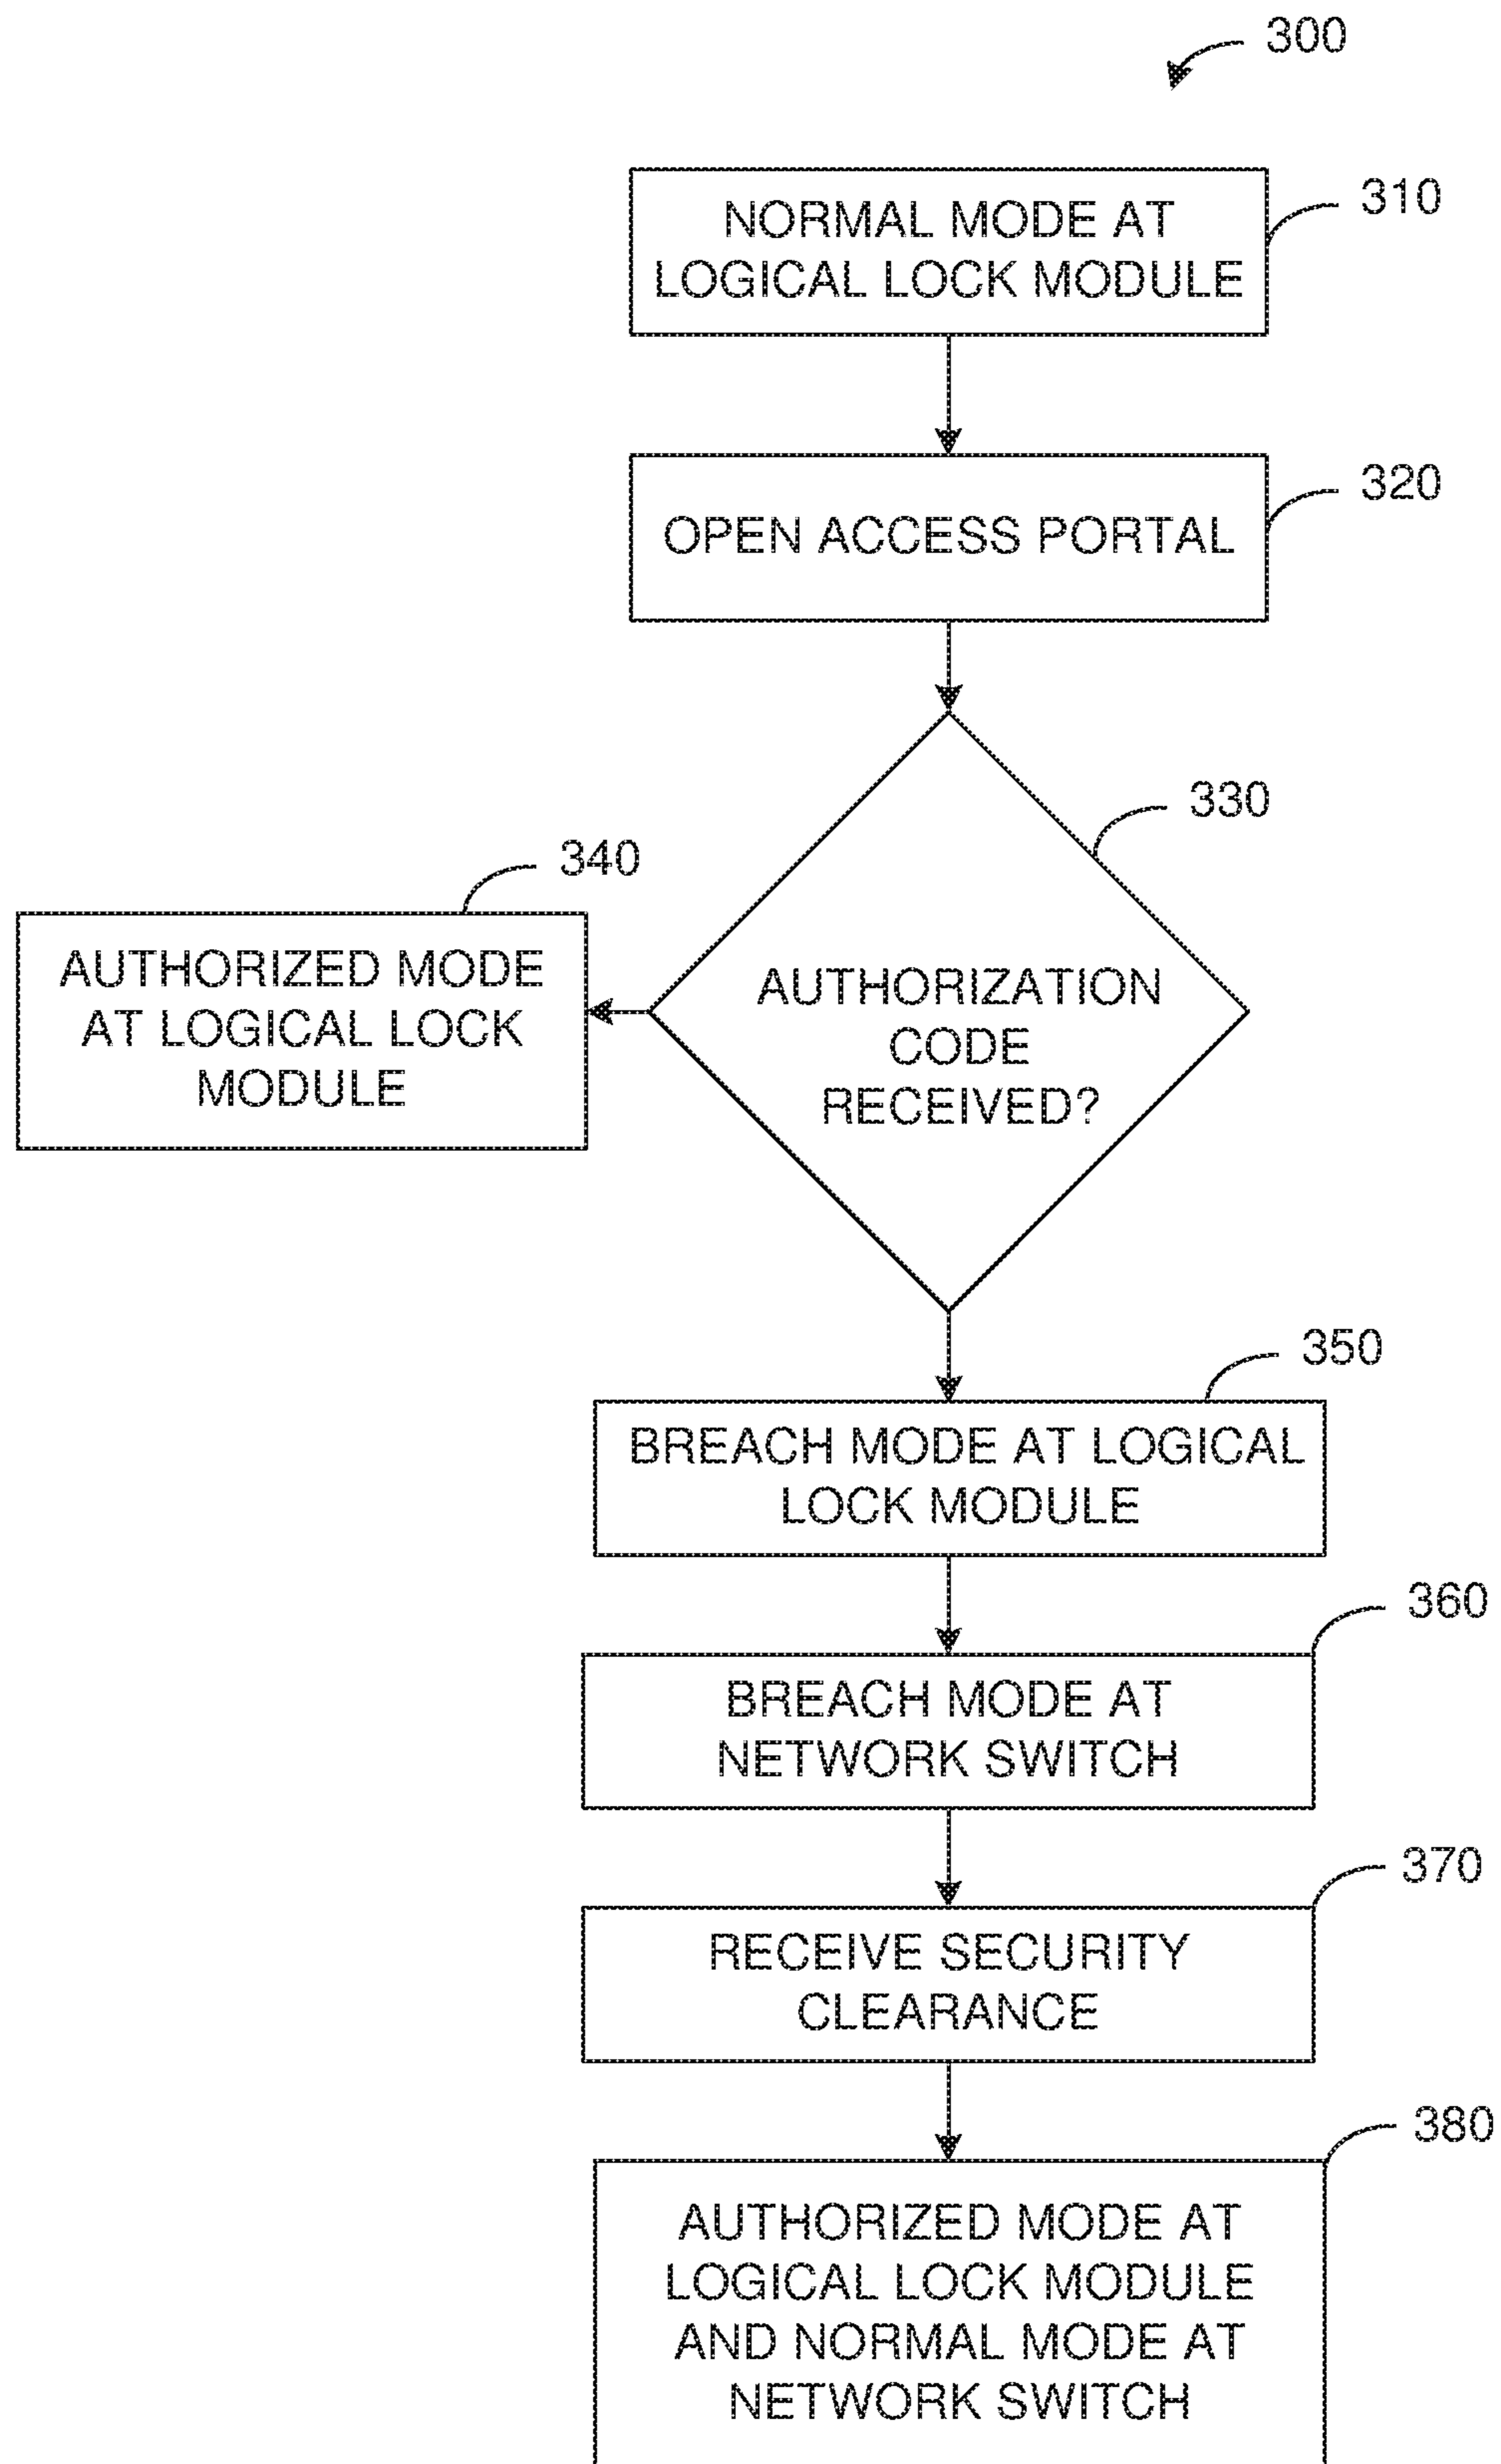 300
310
NORMAL MODE AT
LOGICAL LOCK MODULE
320
OPEN ACCESS PORTAL
330
AUTHORIZATION
CODE
RECEIVED?
340
AUTHORIZED MODE
AT LOGICAL LOCK
MODULE
350
BREACH MODE AT LOGICAL
LOCK MODULE
360
BREACH MODE AT
NETWORK SWITCH
370
RECEIVE SECURITY
CLEARANCE
380
AUTHORIZED MODE AT
LOGICAL LOCK MODULE
AND NORMAL MODE AT
NETWORK SWITCH